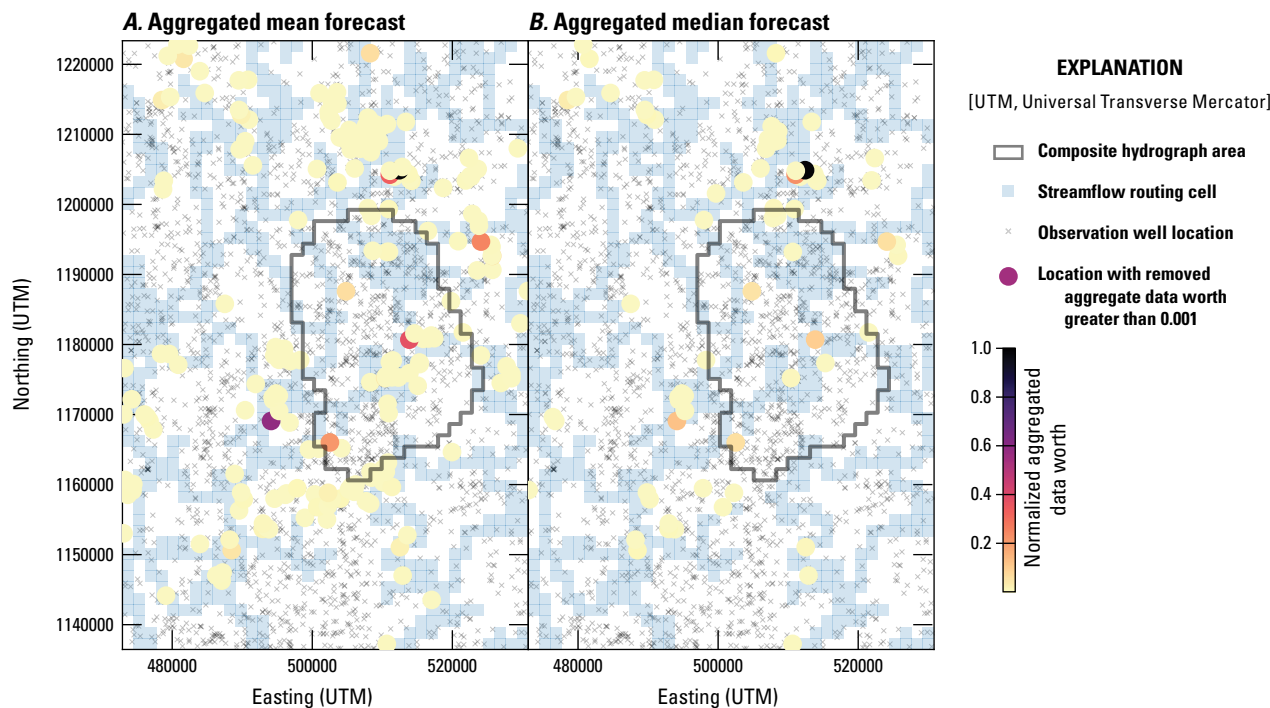 A. Aggregated mean forecast
B. Aggregated median forecast
1220000
1210000
1200000
1190000
1180000
1170000
1160000
1150000
1140000
Northing (UTM)
480000
500000
520000
480000
500000
520000
Easting (UTM)
Easting (UTM)
EXPLANATION
[UTM, Universal Transverse Mercator]
Composite hydrograph area
Streamflow routing cell
Observation well location
Location with removed
aggregate data worth
greater than 0.001
1.0
0.8
0.6
0.4
0.2
Normalized aggregated
data worth